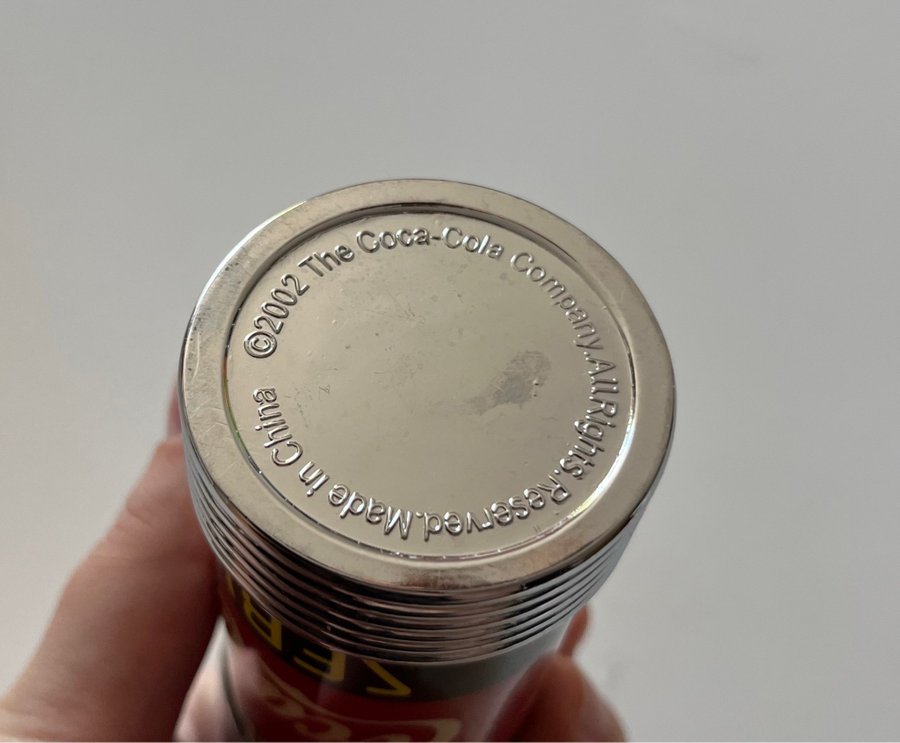 ©2002 The Coca-Cola Company.All.Rights.Reserved.Made in China